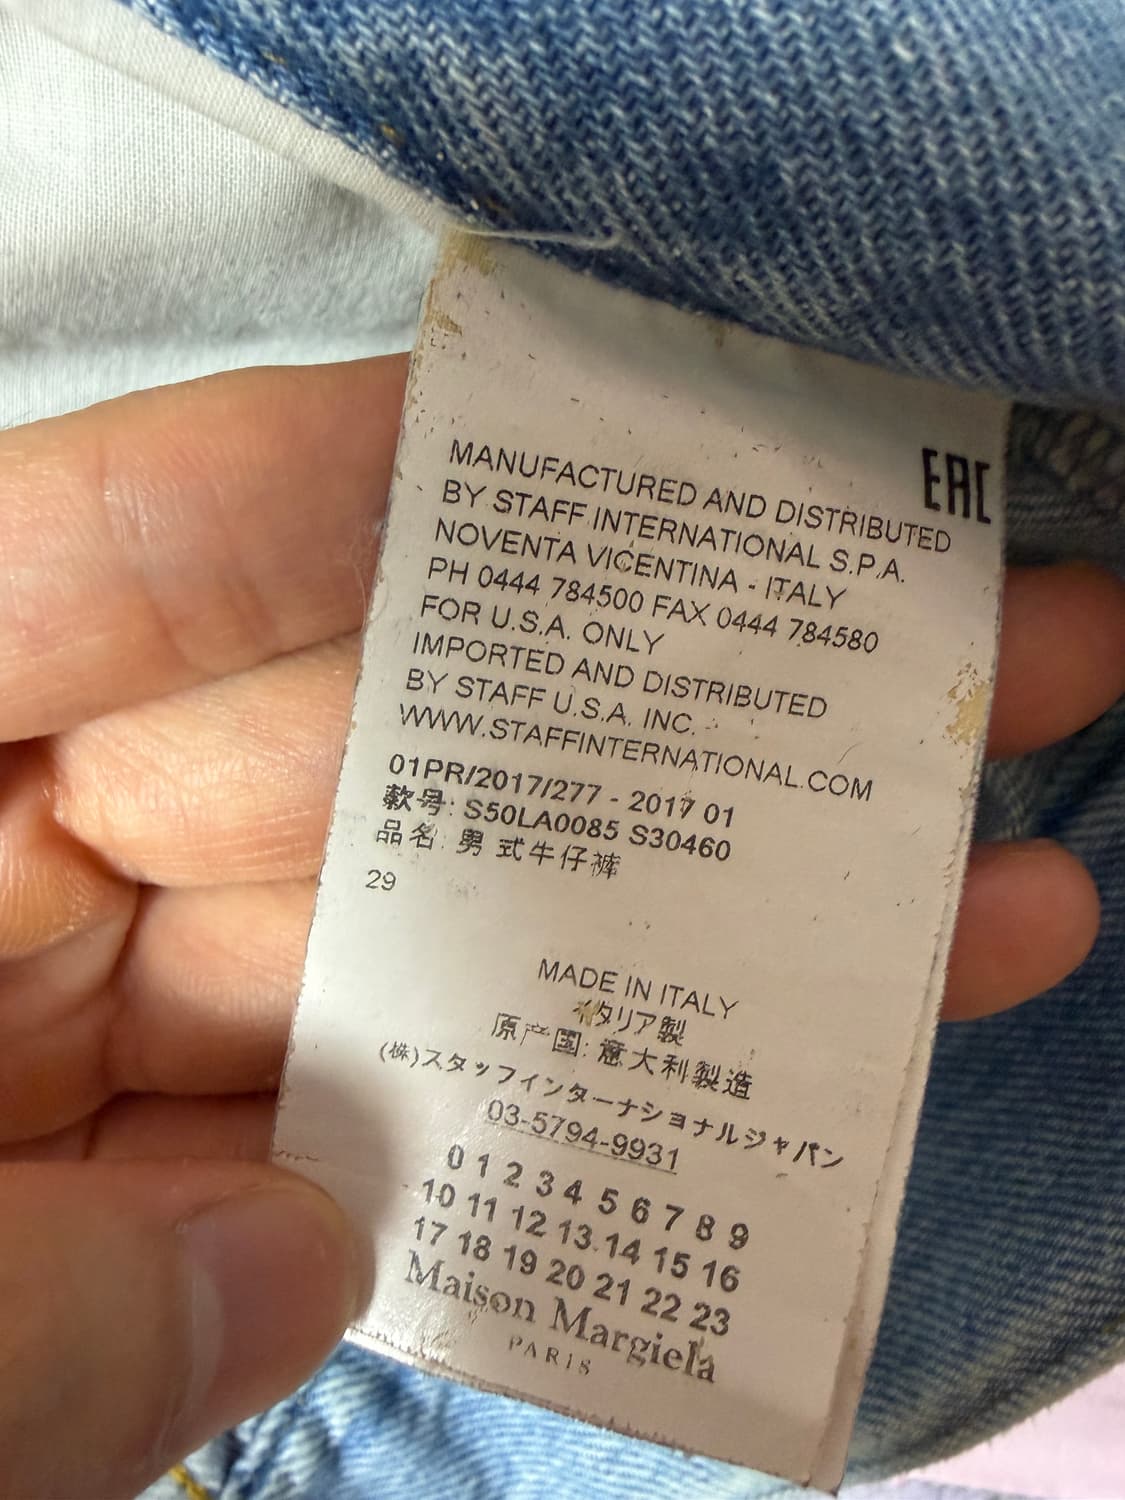 EAC
MANUFACTURED AND DISTRIBUTED
BY STAFF INTERNATIONAL S.P.A.
NOVENTA VICENTINA - ITALY
PH 0444 784500 FAX 0444 784580
FOR U.S.A. ONLY
IMPORTED AND DISTRIBUTED
BY STAFF U.S.A. INC.
WWW.STAFFINTERNATIONAL.COM
01PR/2017/277 - 2017 01
款号: S50LA0085 S30460
品名: 男式牛仔裤
29
MADE IN ITALY
イタリア製
原产国: 意大利製造
(株)スタッフインターナショナルジャパン
03-5794-9931
0 1 2 3 4 5 6 7 8 9
10 11 12 13 14 15 16
17 18 19 20 21 22 23
Maison Margiela
PARIS